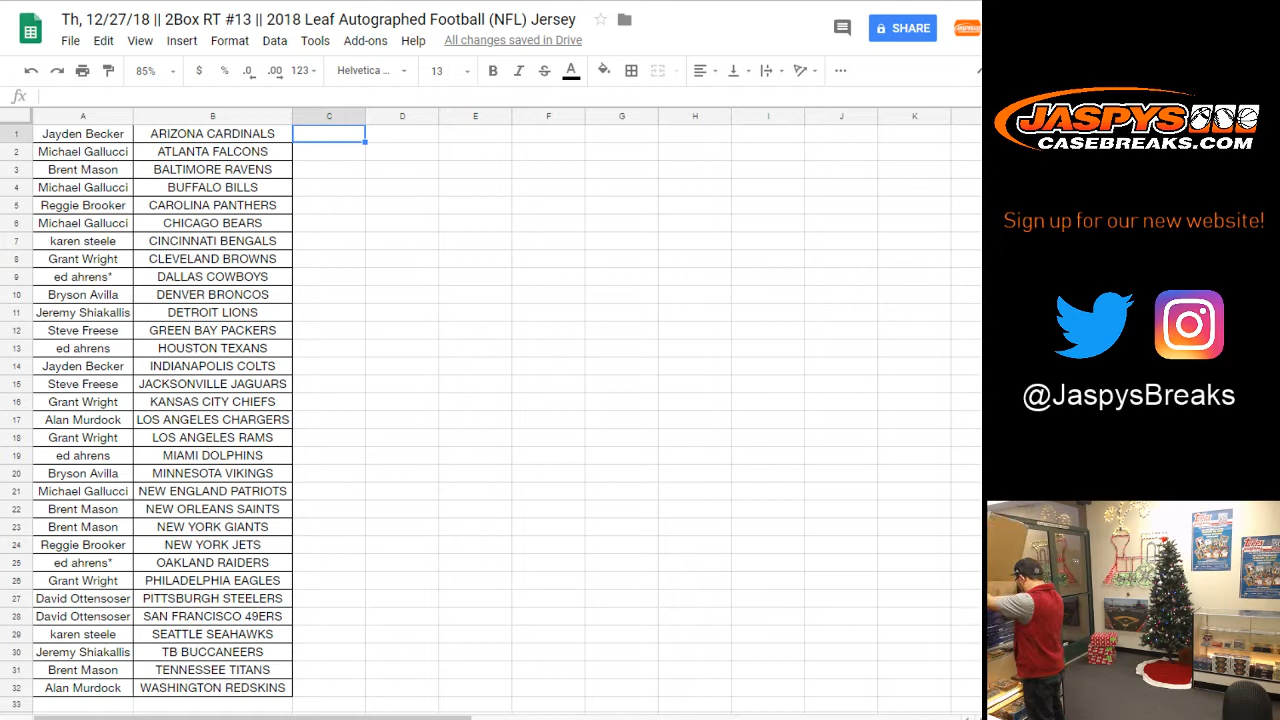 Th, 12/27/18 || 2Box RT #13 || 2018 Leaf Autographed Football (NFL) Jersey
File Edit View Insert Format Data Tools Add-ons Help All changes saved in Drive
SHARE
85% $ % .0 .00 123 Helvetica ... 13 B I S A
fx
A B C D E F G H I J K
1 Jayden Becker ARIZONA CARDINALS
2 Michael Gallucci ATLANTA FALCONS
3 Brent Mason BALTIMORE RAVENS
4 Michael Gallucci BUFFALO BILLS
5 Reggie Brooker CAROLINA PANTHERS
6 Michael Gallucci CHICAGO BEARS
7 karen steele CINCINNATI BENGALS
8 Grant Wright CLEVELAND BROWNS
9 ed ahrens* DALLAS COWBOYS
10 Bryson Avilla DENVER BRONCOS
11 Jeremy Shiakallis DETROIT LIONS
12 Steve Freese GREEN BAY PACKERS
13 ed ahrens HOUSTON TEXANS
14 Jayden Becker INDIANAPOLIS COLTS
15 Steve Freese JACKSONVILLE JAGUARS
16 Grant Wright KANSAS CITY CHIEFS
17 Alan Murdock LOS ANGELES CHARGERS
18 Grant Wright LOS ANGELES RAMS
19 ed ahrens MIAMI DOLPHINS
20 Bryson Avilla MINNESOTA VIKINGS
21 Michael Gallucci NEW ENGLAND PATRIOTS
22 Brent Mason NEW ORLEANS SAINTS
23 Brent Mason NEW YORK GIANTS
24 Reggie Brooker NEW YORK JETS
25 ed ahrens* OAKLAND RAIDERS
26 Grant Wright PHILADELPHIA EAGLES
27 David Ottensoser PITTSBURGH STEELERS
28 David Ottensoser SAN FRANCISCO 49ERS
29 karen steele SEATTLE SEAHAWKS
30 Jeremy Shiakallis TB BUCCANEERS
31 Brent Mason TENNESSEE TITANS
32 Alan Murdock WASHINGTON REDSKINS
33
JASPYS
CASEBREAKS.COM
Sign up for our new website!
@JaspysBreaks